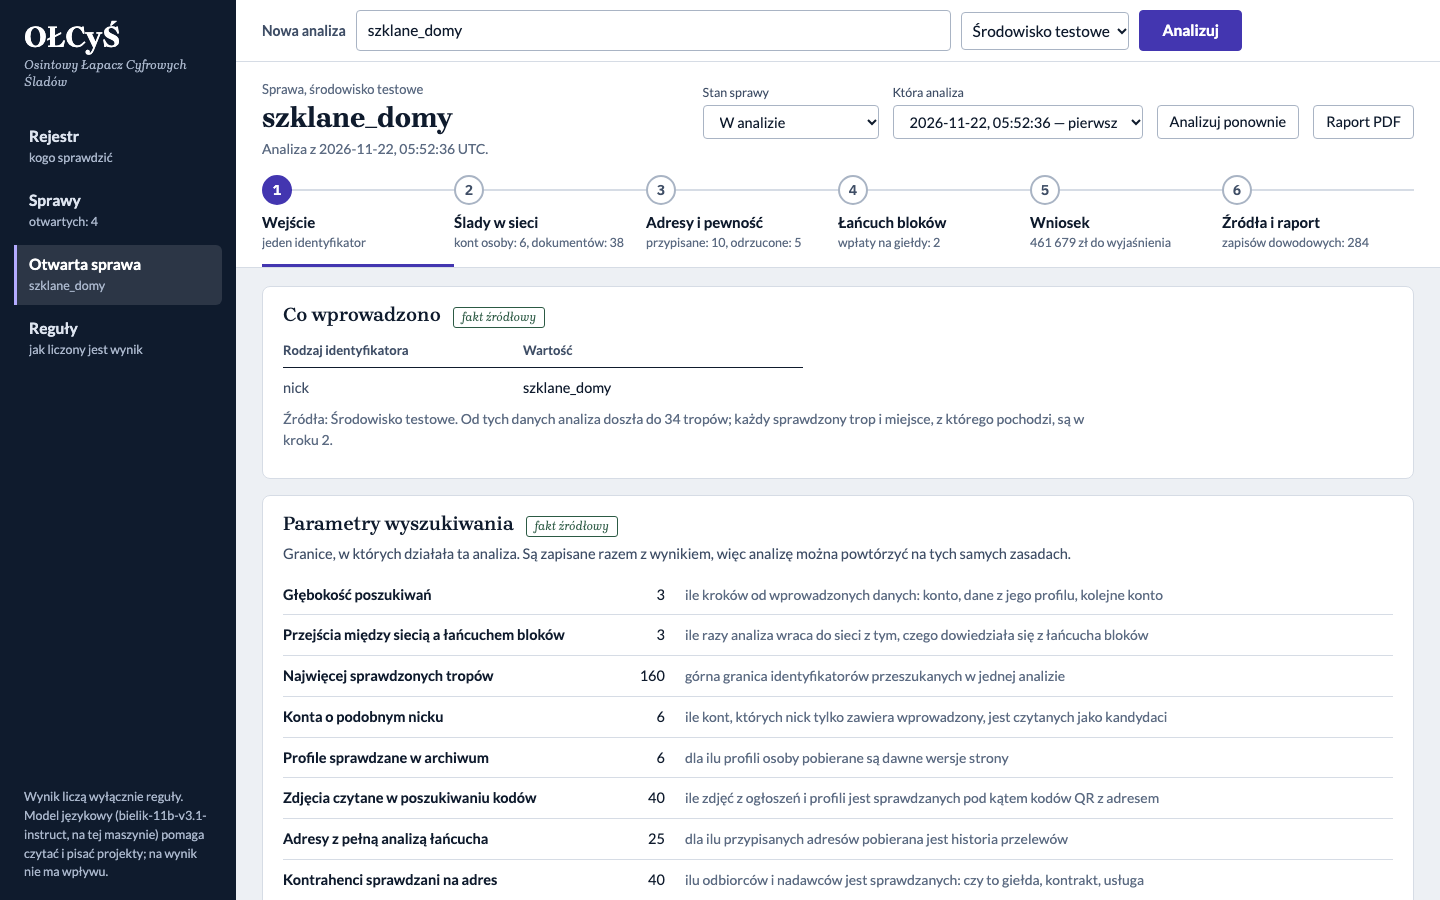 OŁCyŚ
Osintowy Łapacz Cyfrowych
Śladów
Rejestr
kogo sprawdzić
Sprawy
otwartych: 4
Otwarta sprawa
szklane_domy
Reguły
jak liczony jest wynik
Wynik liczą wyłącznie reguły.
Model językowy (bielik-11b-v3.1-
instruct, na tej maszynie) pomaga
czytać i pisać projekty; na wynik
nie ma wpływu.
Nowa analiza
szklane_domy
Środowisko testowe
Analizuj
Sprawa, środowisko testowe
szklane_domy
Analiza z 2026-11-22, 05:52:36 UTC.
Stan sprawy
W analizie
Która analiza
2026-11-22, 05:52:36 — pierwsz
Analizuj ponownie
Raport PDF
1
Wejście
jeden identyfikator
2
Ślady w sieci
kont osoby: 6, dokumentów: 38
3
Adresy i pewność
przypisane: 10, odrzucone: 5
4
Łańcuch bloków
wpłaty na giełdy: 2
5
Wniosek
461 679 zł do wyjaśnienia
6
Źródła i raport
zapisów dowodowych: 284
Co wprowadzono fakt źródłowy
Rodzaj identyfikatora Wartość
nick szklane_domy
Źródła: Środowisko testowe. Od tych danych analiza doszła do 34 tropów; każdy sprawdzony trop i miejsce, z którego pochodzi, są w
kroku 2.
Parametry wyszukiwania fakt źródłowy
Granice, w których działała ta analiza. Są zapisane razem z wynikiem, więc analizę można powtórzyć na tych samych zasadach.
Głębokość poszukiwań 3 ile kroków od wprowadzonych danych: konto, dane z jego profilu, kolejne konto
Przejścia między siecią a łańcuchem bloków 3 ile razy analiza wraca do sieci z tym, czego dowiedziała się z łańcucha bloków
Najwięcej sprawdzonych tropów 160 górna granica identyfikatorów przeszukanych w jednej analizie
Konta o podobnym nicku 6 ile kont, których nick tylko zawiera wprowadzony, jest czytanych jako kandydaci
Profile sprawdzane w archiwum 6 dla ilu profili osoby pobierane są dawne wersje strony
Zdjęcia czytane w poszukiwaniu kodów 40 ile zdjęć z ogłoszeń i profili jest sprawdzanych pod kątem kodów QR z adresem
Adresy z pełną analizą łańcucha 25 dla ilu przypisanych adresów pobierana jest historia przelewów
Kontrahenci sprawdzani na adres 40 ilu odbiorców i nadawców jest sprawdzanych: czy to giełda, kontrakt, usługa